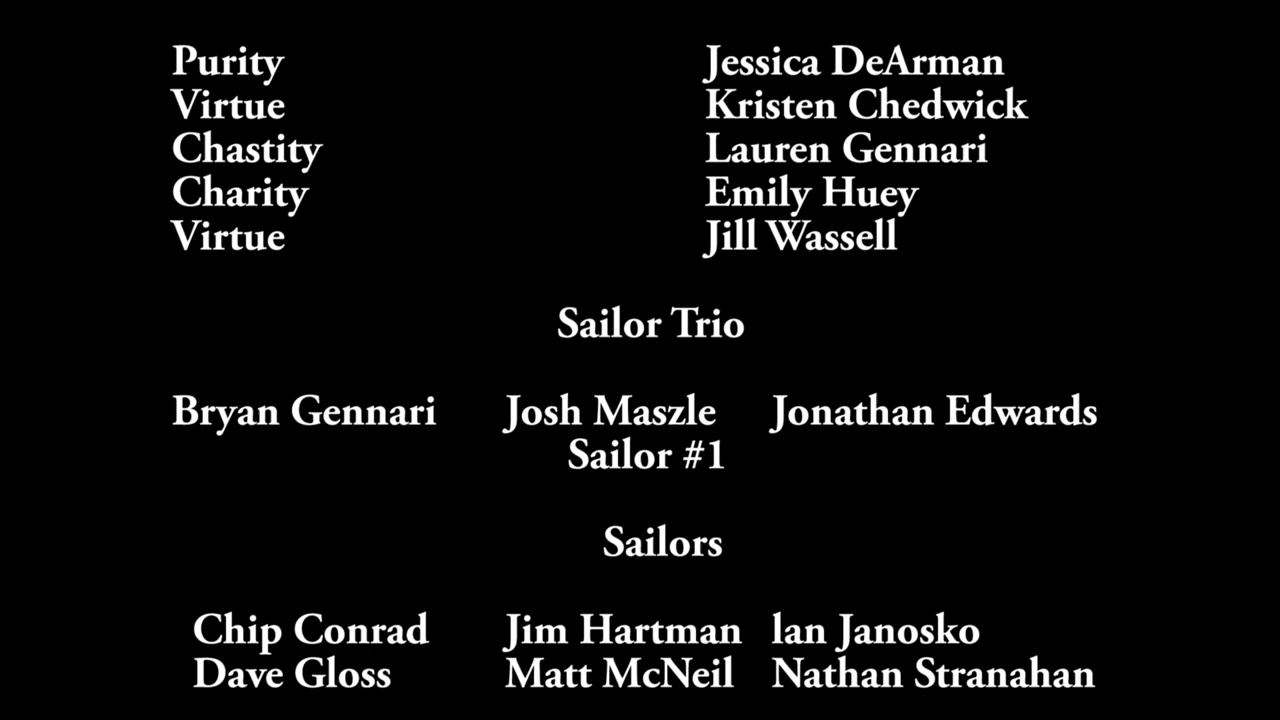 Purity Jessica DeArman
Virtue Kristen Chedwick
Chastity Lauren Gennari
Charity Emily Huey
Virtue Jill Wassell
Sailor Trio
Bryan Gennari Josh Maszle Jonathan Edwards
Sailor #1
Sailors
Chip Conrad Jim Hartman lan Janosko
Dave Gloss Matt McNeil Nathan Stranahan